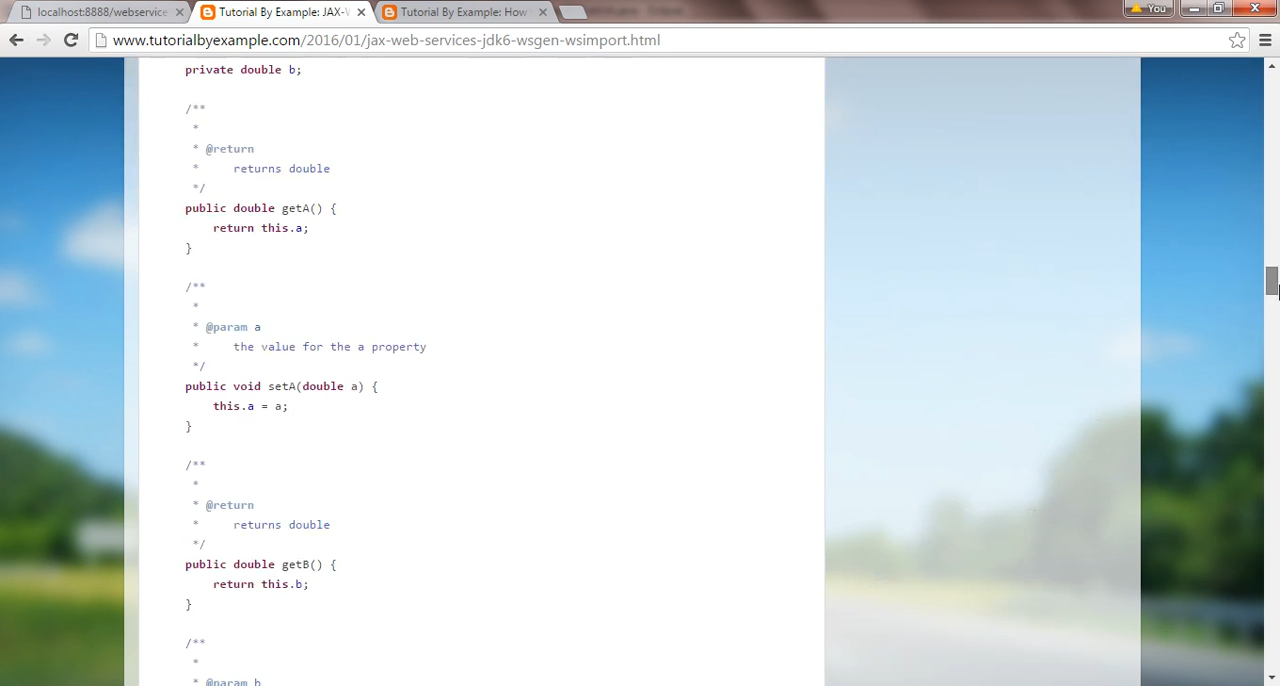 localhost:8888/webservice
Tutorial By Example: JAX-W
Tutorial By Example: How
You
www.tutorialbyexample.com/2016/01/jax-web-services-jdk6-wsgen-wsimport.html
private double b;
/**
*
* @return
* returns double
*/
public double getA() {
return this.a;
}
/**
*
* @param a
* the value for the a property
*/
public void setA(double a) {
this.a = a;
}
/**
*
* @return
* returns double
*/
public double getB() {
return this.b;
}
/**
*
* @param b